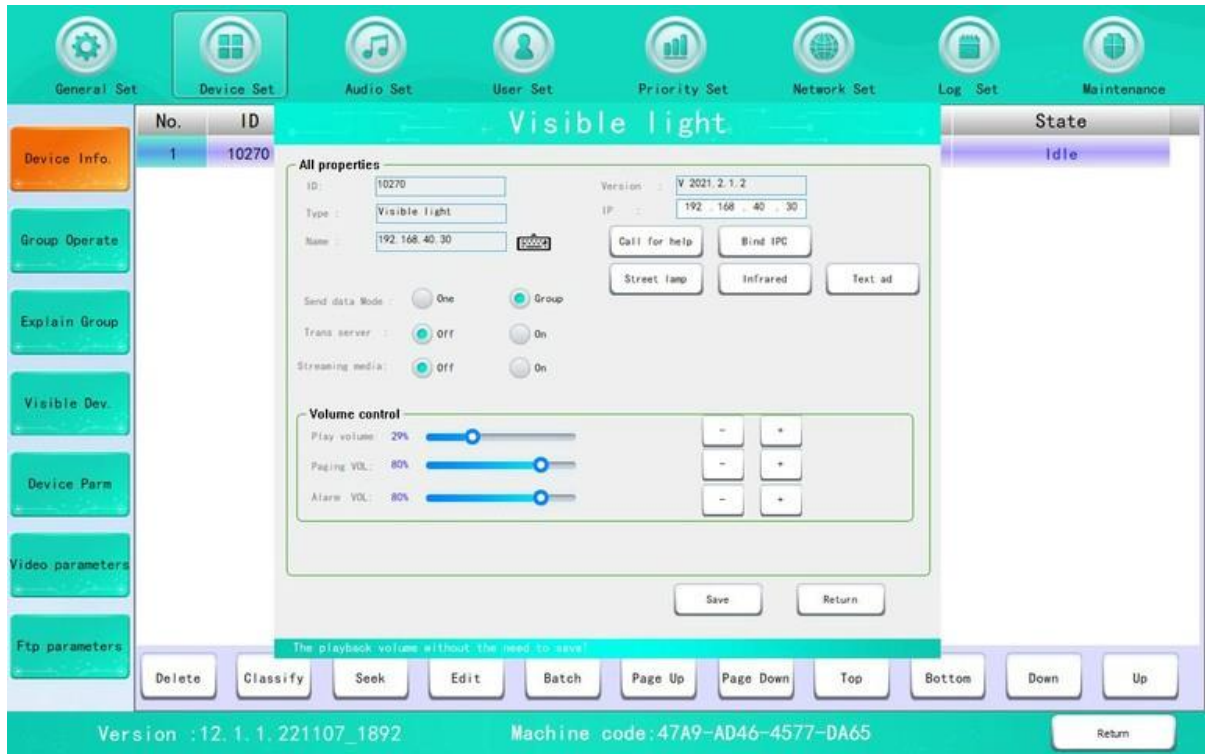 General Set Device Set Audio Set User Set Priority Set Network Set Log Set Maintenance
No. ID State
1 10270 Idle
Device Info.
Group Operate
Explain Group
Visible Dev.
Device Parm
Video parameters
Ftp parameters
Visible light
All properties
ID: 10270 Version : V 2021.2.1.2
Type : Visible light IP : 192 . 168 . 40 . 30
Name : 192.168.40.30 Call for help Bind IPC
Street lamp Infrared Text ad
Send data Mode : One Group
Trans server : Off On
Streaming media: Off On
Volume control
Play volume: 29% - +
Paging VOL: 80% - +
Alarm VOL: 80% - +
Save Return
The playback volume without the need to save!
Delete Classify Seek Edit Batch Page Up Page Down Top Bottom Down Up
Version :12.1.1.221107_1892 Machine code:47A9-AD46-4577-DA65 Return